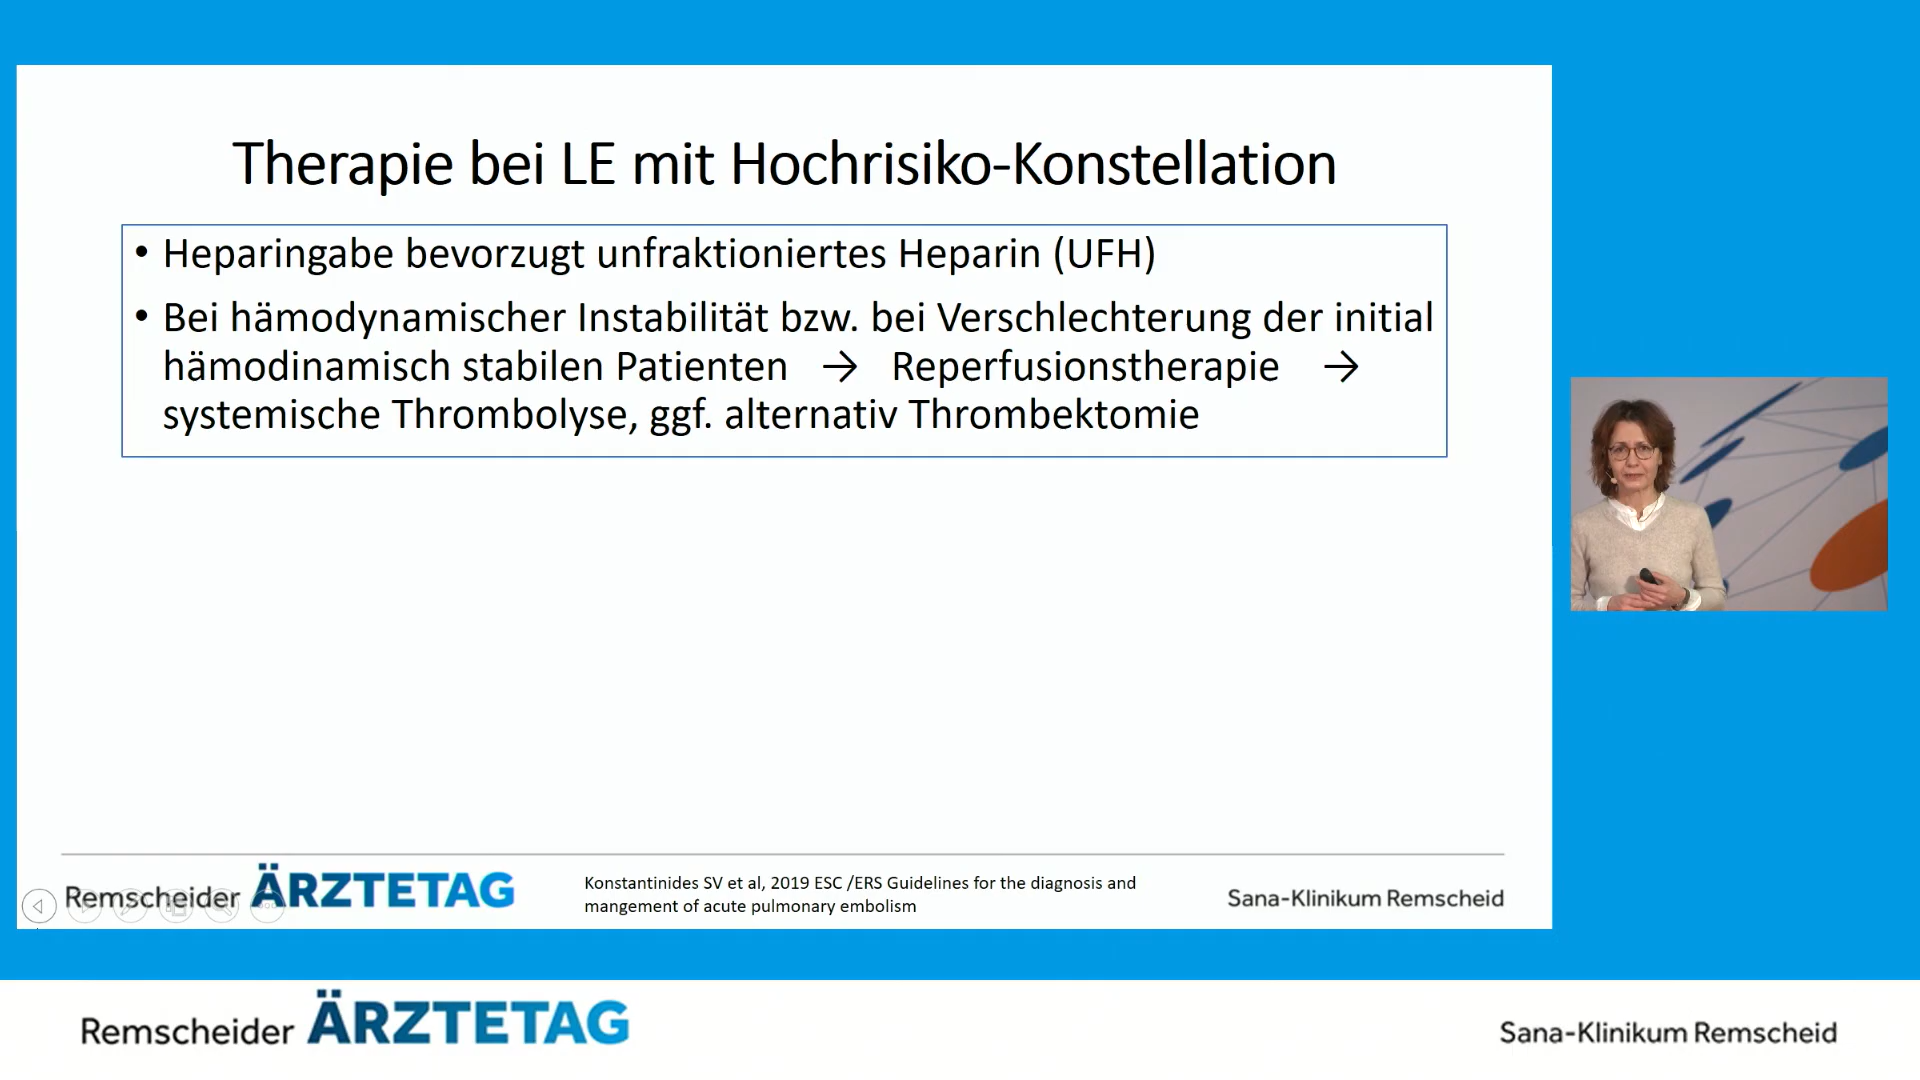 Therapie bei LE mit Hochrisiko-Konstellation
• Heparingabe bevorzugt unfraktioniertes Heparin (UFH)
• Bei hämodynamischer Instabilität bzw. bei Verschlechterung der initial
hämodinamisch stabilen Patienten → Reperfusionstherapie →
systemische Thrombolyse, ggf. alternativ Thrombektomie
Remscheider ÄRZTETAG
Konstantinides SV et al, 2019 ESC /ERS Guidelines for the diagnosis and
mangement of acute pulmonary embolism
Sana-Klinikum Remscheid
Remscheider ÄRZTETAG
Sana-Klinikum Remscheid